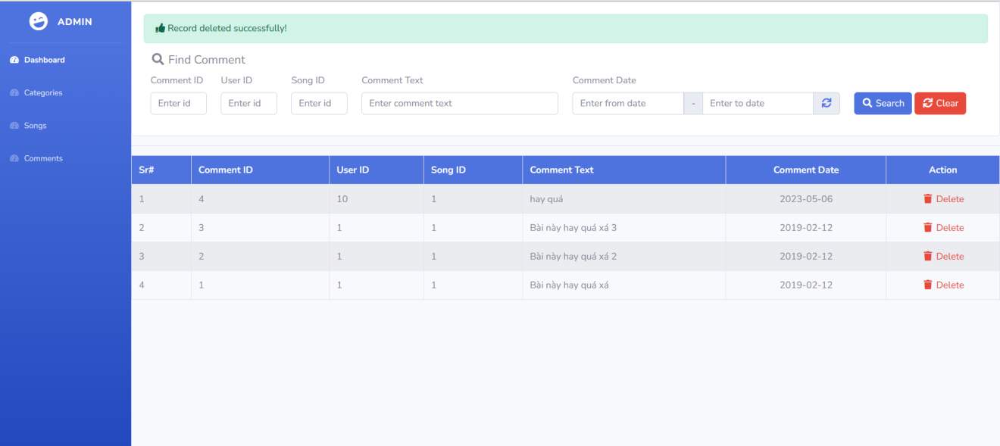 ADMIN
Dashboard
Categories
Songs
Comments
Record deleted successfully!
Find Comment
Comment ID User ID Song ID Comment Text Comment Date
Enter id Enter id Enter id Enter comment text Enter from date - Enter to date Search Clear
Sr# Comment ID User ID Song ID Comment Text Comment Date Action
1 4 10 1 hay quá 2023-05-06 Delete
2 3 1 1 Bài này hay quá xá 3 2019-02-12 Delete
3 2 1 1 Bài này hay quá xá 2 2019-02-12 Delete
4 1 1 1 Bài này hay quá xá 2019-02-12 Delete